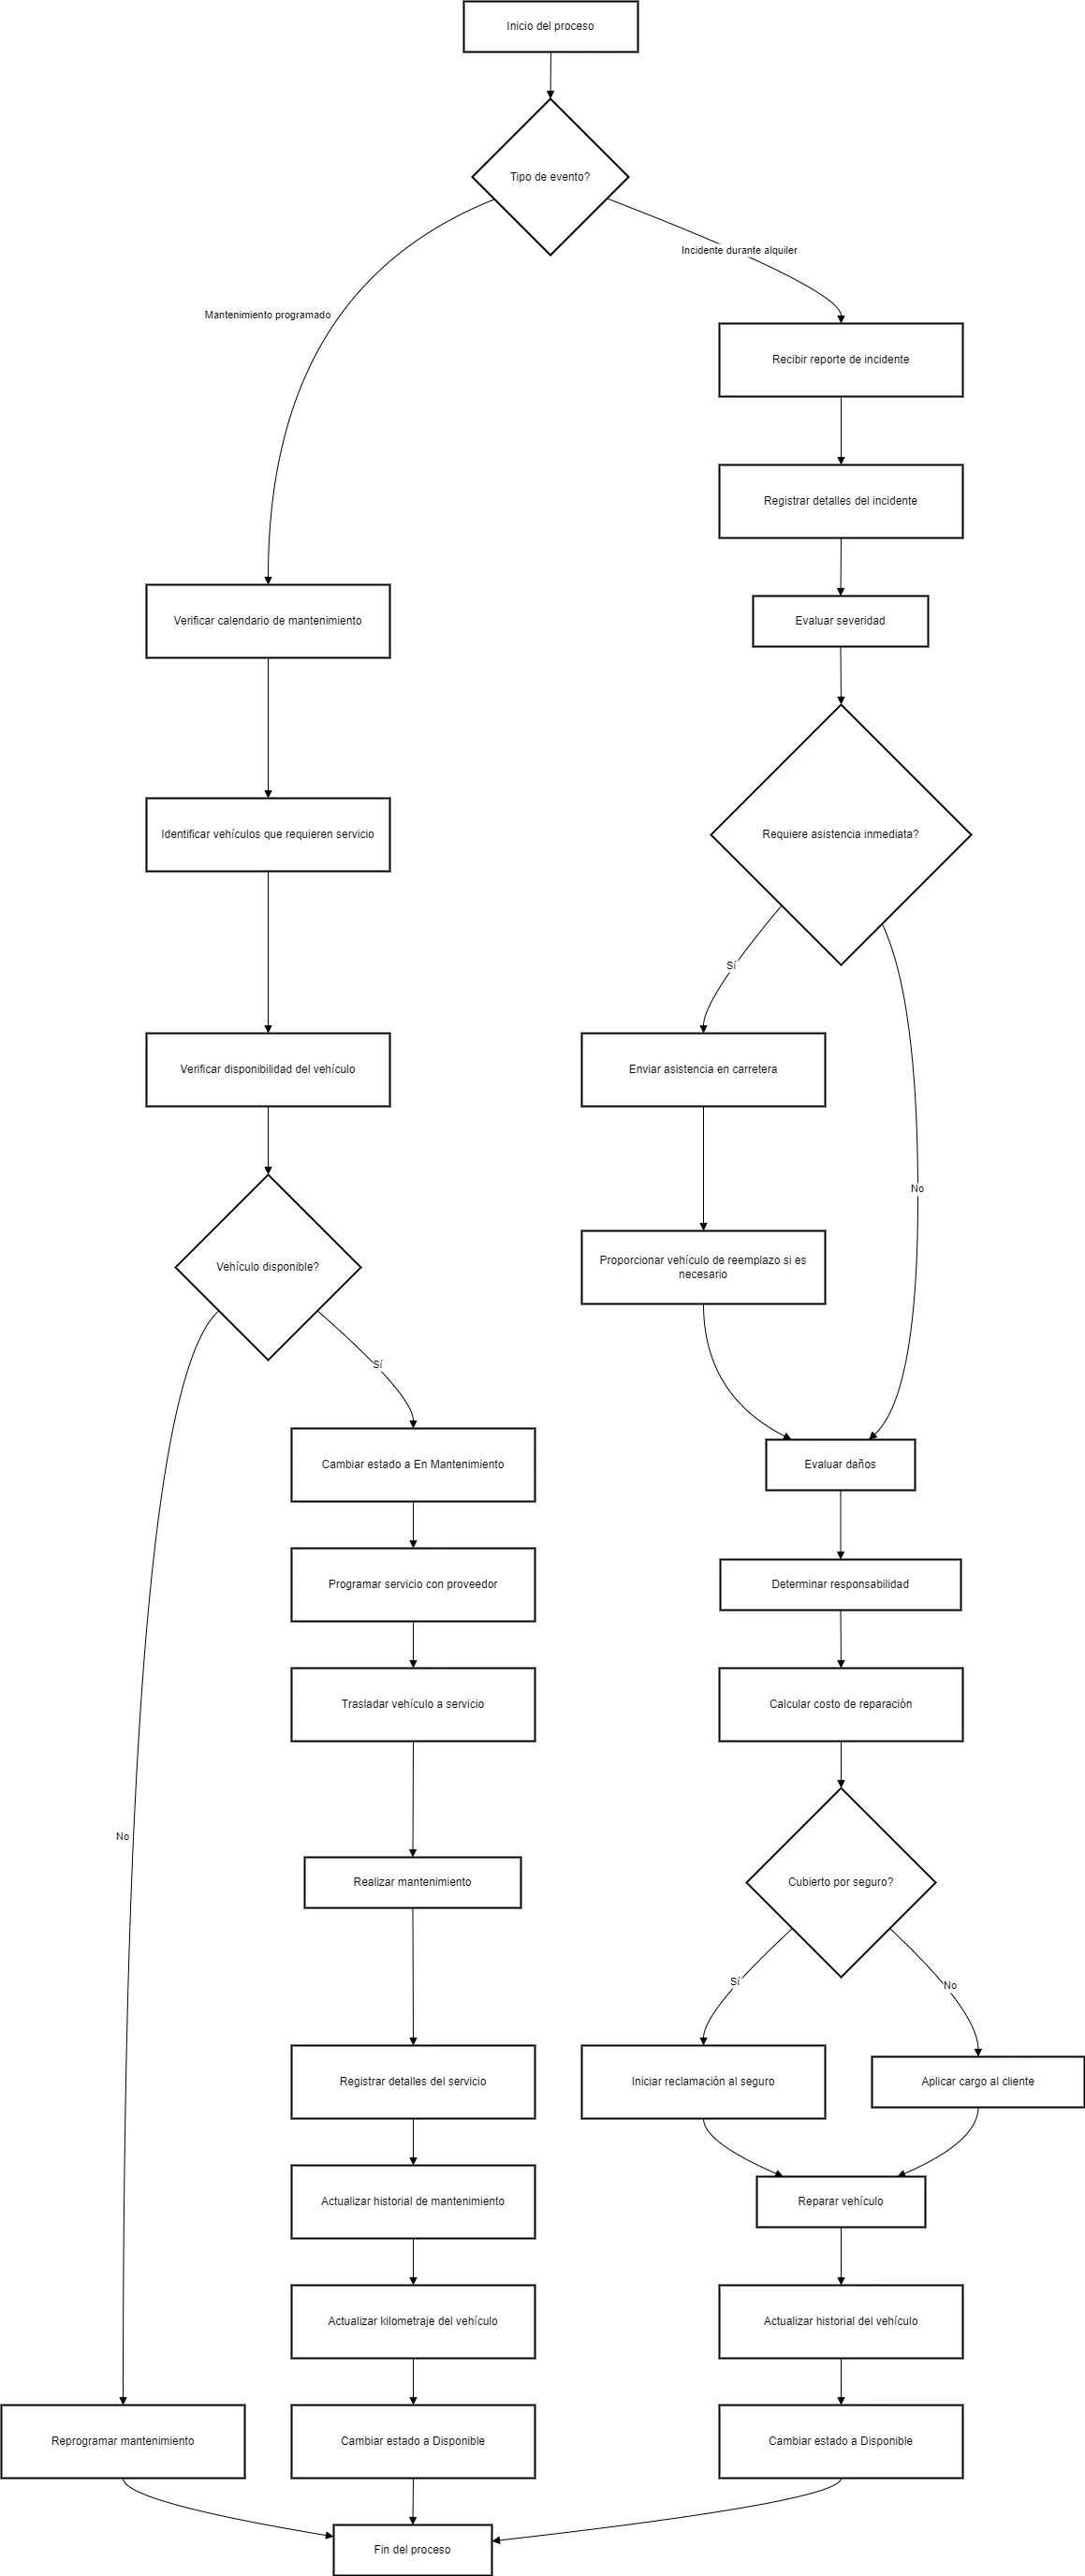 Inicio del proceso
Tipo de evento?
Incidente durante alquiler
Mantenimiento programado
Recibir reporte de incidente
Registrar detalles del incidente
Verificar calendario de mantenimiento
Evaluar severidad
Identificar vehículos que requieren servicio
Requiere asistencia inmediata?
Sí
Verificar disponibilidad del vehículo
Enviar asistencia en carretera
No
Vehículo disponible?
Proporcionar vehículo de reemplazo si es
necesario
Sí
Cambiar estado a En Mantenimiento
Evaluar daños
Programar servicio con proveedor
Determinar responsabilidad
Trasladar vehículo a servicio
Calcular costo de reparación
No
Realizar mantenimiento
Cubierto por seguro?
Sí
No
Registrar detalles del servicio
Iniciar reclamación al seguro
Aplicar cargo al cliente
Actualizar historial de mantenimiento
Reparar vehículo
Actualizar kilometraje del vehículo
Actualizar historial del vehículo
Reprogramar mantenimiento
Cambiar estado a Disponible
Cambiar estado a Disponible
Fin del proceso